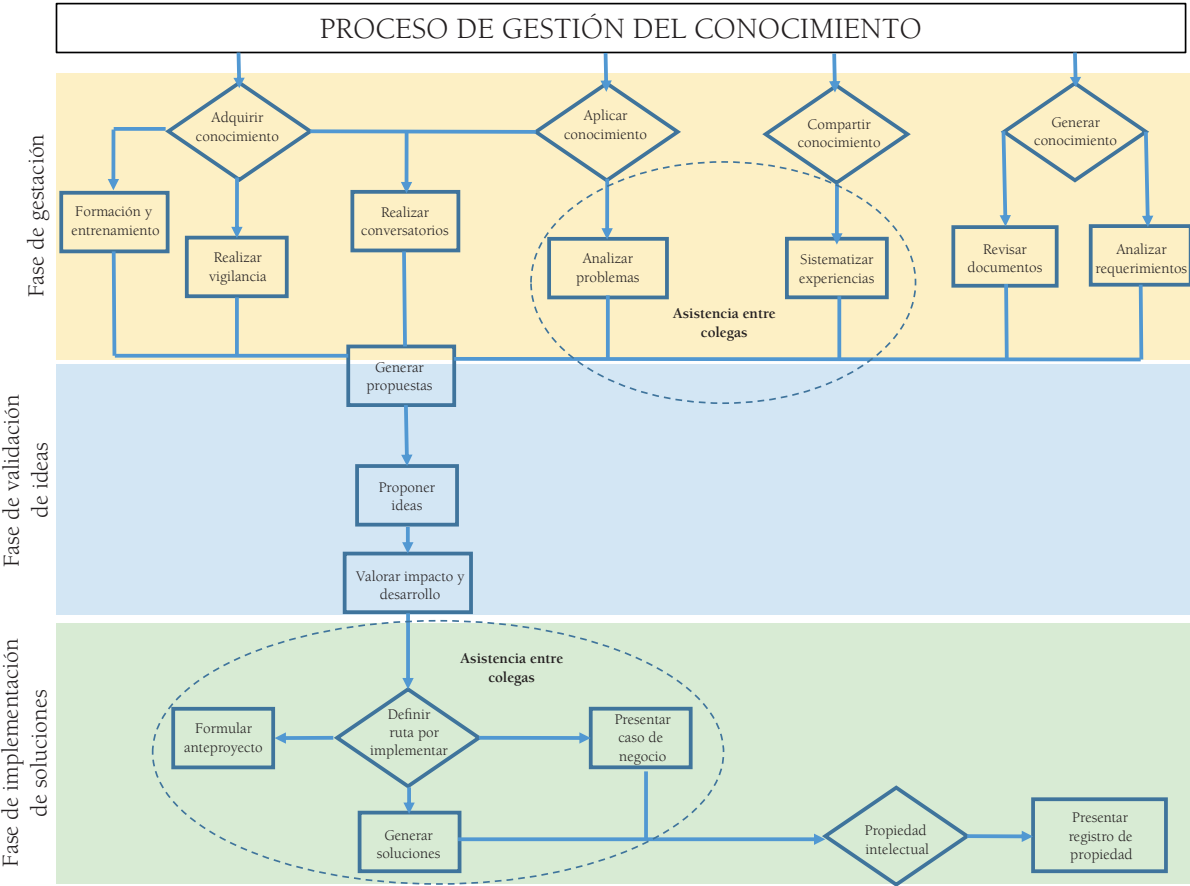 PROCESO DE GESTIÓN DEL CONOCIMIENTO
Fase de gestación
Adquirir
conocimiento
Aplicar
conocimiento
Compartir
conocimiento
Generar
conocimiento
Formación y
entrenamiento
Realizar
vigilancia
Realizar
conversatorios
Analizar
problemas
Sistematizar
experiencias
Revisar
documentos
Analizar
requerimientos
Asistencia entre
colegas
Fase de validación
de ideas
Generar
propuestas
Proponer
ideas
Valorar impacto y
desarrollo
Fase de implementación
de soluciones
Asistencia entre
colegas
Formular
anteproyecto
Definir
ruta por
implementar
Presentar
caso de
negocio
Generar
soluciones
Propiedad
intelectual
Presentar
registro de
propiedad